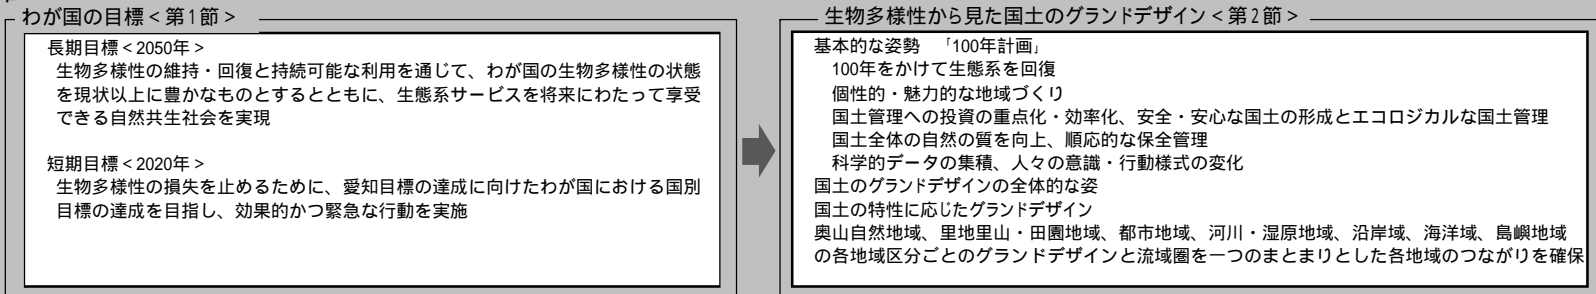 わが国の目標＜第1節＞
長期目標＜2050年＞
生物多様性の維持・回復と持続可能な利用を通じて、わが国の生物多様性の状態
を現状以上に豊かなものとするとともに、生態系サービスを将来にわたって享受
できる自然共生社会を実現
短期目標＜2020年＞
生物多様性の損失を止めるために、愛知目標の達成に向けたわが国における国別
目標の達成を目指し、効果的かつ緊急な行動を実施
生物多様性から見た国土のグランドデザイン＜第2節＞
基本的な姿勢　「100年計画」
100年をかけて生態系を回復
個性的・魅力的な地域づくり
国土管理への投資の重点化・効率化、安全・安心な国土の形成とエコロジカルな国土管理
国土全体の自然の質を向上、順応的な保全管理
科学的データの集積、人々の意識・行動様式の変化
国土のグランドデザインの全体的な姿
国土の特性に応じたグランドデザイン
奥山自然地域、里地里山・田園地域、都市地域、河川・湿原地域、沿岸域、海洋域、島嶼地域
の各地域区分ごとのグランドデザインと流域圏を一つのまとまりとした各地域のつながりを確保